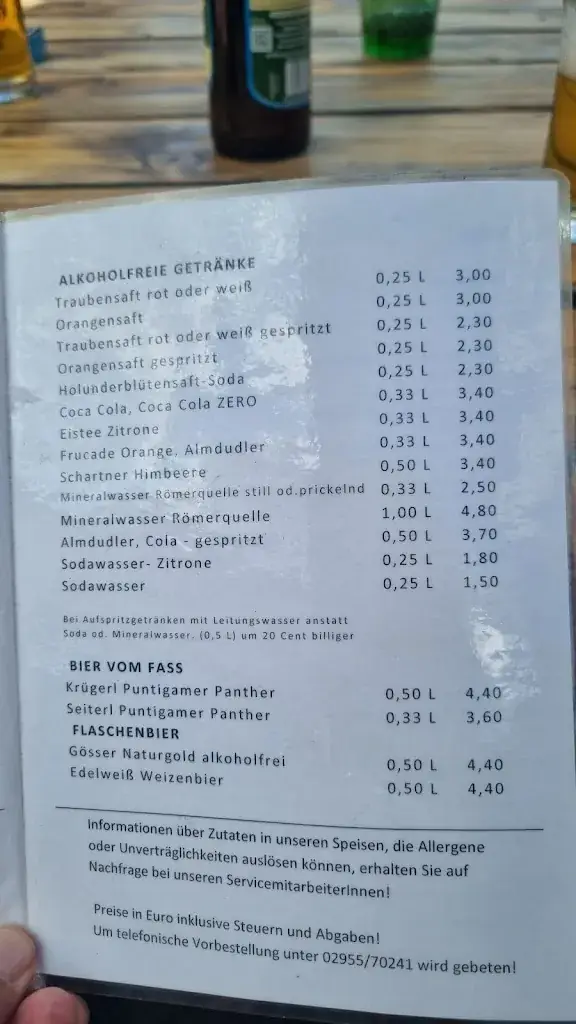 ALKOHOLFREIE GETRÄNKE
Traubensaft rot oder weiß 0,25 L 3,00
Orangensaft 0,25 L 3,00
Traubensaft rot oder weiß gespritzt 0,25 L 2,30
Orangensaft gespritzt 0,25 L 2,30
Holunderblütensaft-Soda 0,25 L 2,30
Coca Cola, Coca Cola ZERO 0,33 L 3,40
Eistee Zitrone 0,33 L 3,40
Frucade Orange, Almdudler 0,33 L 3,40
Schartner Himbeere 0,50 L 3,40
Mineralwasser Römerquelle still od.prickelnd 0,33 L 2,50
Mineralwasser Römerquelle 1,00 L 4,80
Almdudler, Cola - gespritzt 0,50 L 3,70
Sodawasser- Zitrone 0,25 L 1,80
Sodawasser 0,25 L 1,50
Bei Aufspritzgetränken mit Leitungswasser anstatt
Soda od. Mineralwasser. (0,5 L) um 20 Cent billiger
BIER VOM FASS
Krügerl Puntigamer Panther 0,50 L 4,40
Seiterl Puntigamer Panther 0,33 L 3,60
FLASCHENBIER
Gösser Naturgold alkoholfrei 0,50 L 4,40
Edelweiß Weizenbier 0,50 L 4,40
Informationen über Zutaten in unseren Speisen, die Allergene
oder Unverträglichkeiten auslösen können, erhalten Sie auf
Nachfrage bei unseren ServicemitarbeiterInnen!
Preise in Euro inklusive Steuern und Abgaben!
Um telefonische Vorbestellung unter 02955/70241 wird gebeten!